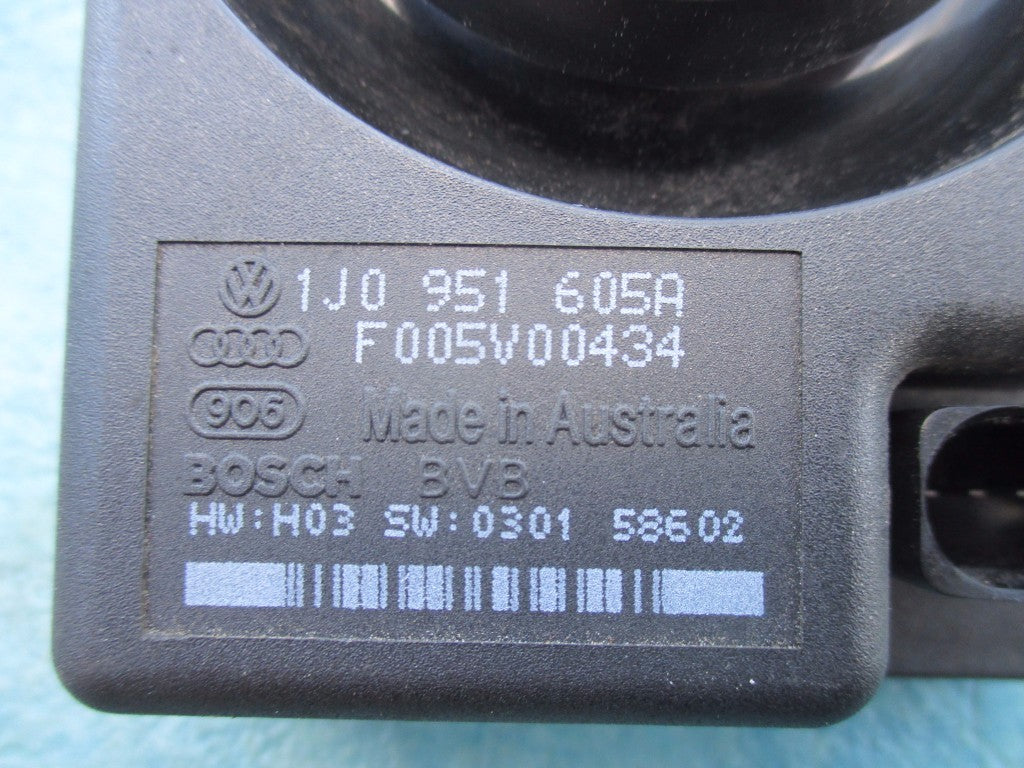 1J0 951 605A
F005V00434
906 Made in Australia
BOSCH BVB
HW:H03 SW:0301 58602